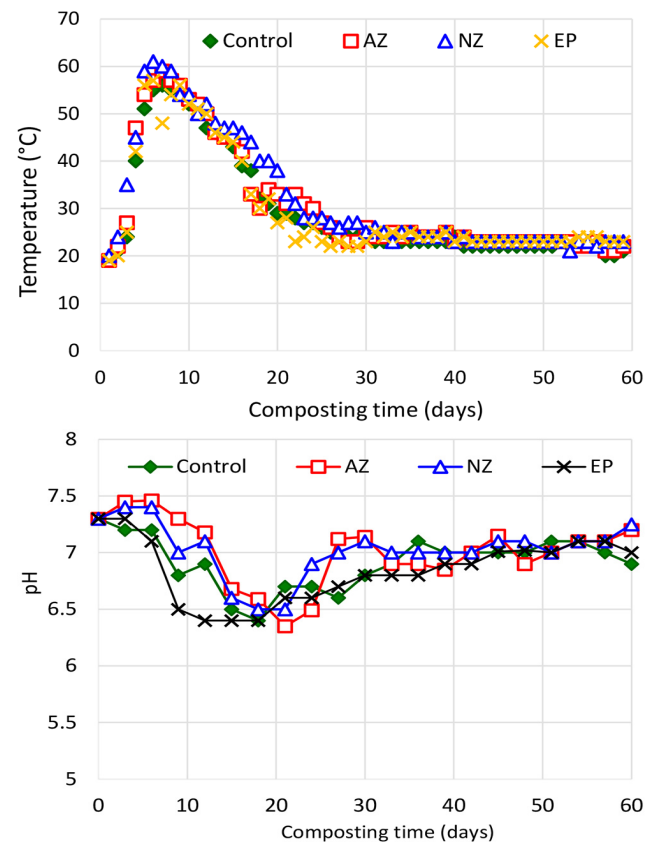 70
Control AZ NZ EP
60
50
40
30
20
10
0
Temperature (°C)
0 10 20 30 40 50 60
Composting time (days)
8
Control AZ NZ EP
7.5
7
6.5
6
5.5
5
pH
0 10 20 30 40 50 60
Composting time (days)